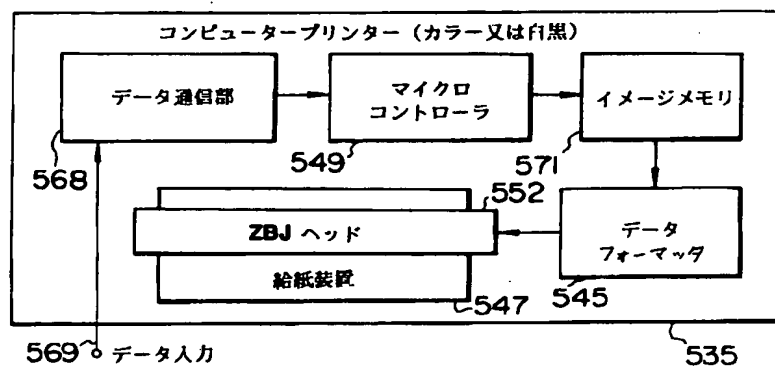 コンピュータープリンター (カラー又は白黒)
データ通信部
マイクロ
コントローラ
イメージメモリ
568
549
571
552
ZBJ ヘッド
データ
フォーマッタ
給紙装置
547
545
569
データ入力
535